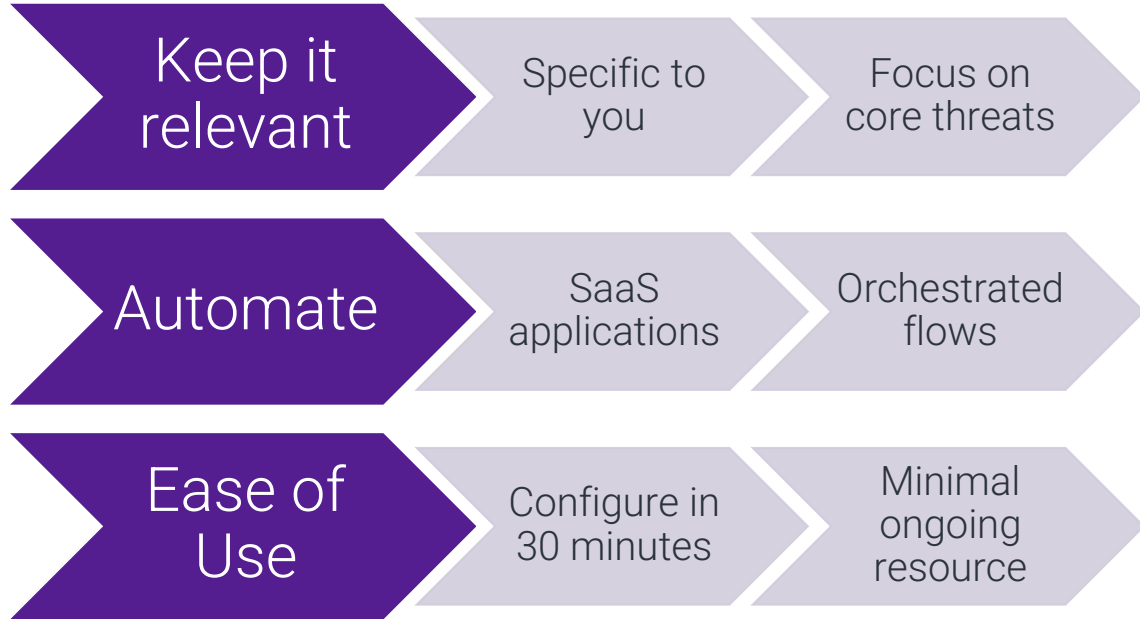 Keep it
relevant
Specific to
you
Focus on
core threats
Automate
SaaS
applications
Orchestrated
flows
Ease of
Use
Configure in
30 minutes
Minimal
ongoing
resource